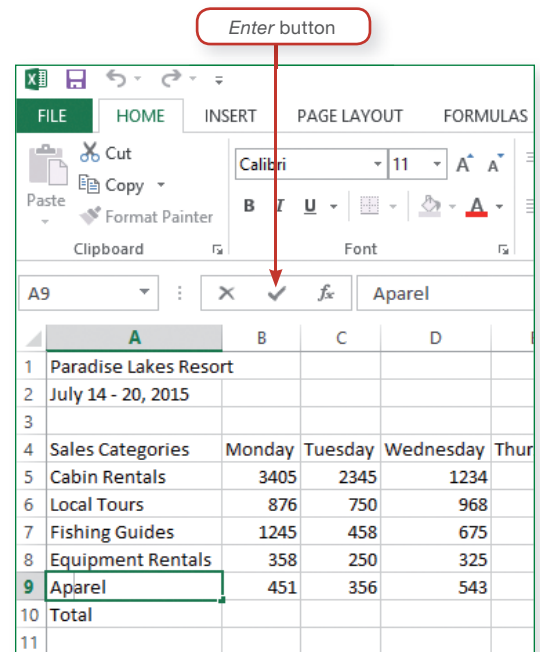 Enter button
FILE HOME INSERT PAGE LAYOUT FORMULAS
Cut
Calibri 11 A A
Copy
Paste
B I U A
Format Painter
Clipboard Font
A9 fx Aparel
A B C D
1 Paradise Lakes Resort
2 July 14 - 20, 2015
3
4 Sales Categories Monday Tuesday Wednesday Thur
5 Cabin Rentals 3405 2345 1234
6 Local Tours 876 750 968
7 Fishing Guides 1245 458 675
8 Equipment Rentals 358 250 325
9 Aparel 451 356 543
10 Total
11